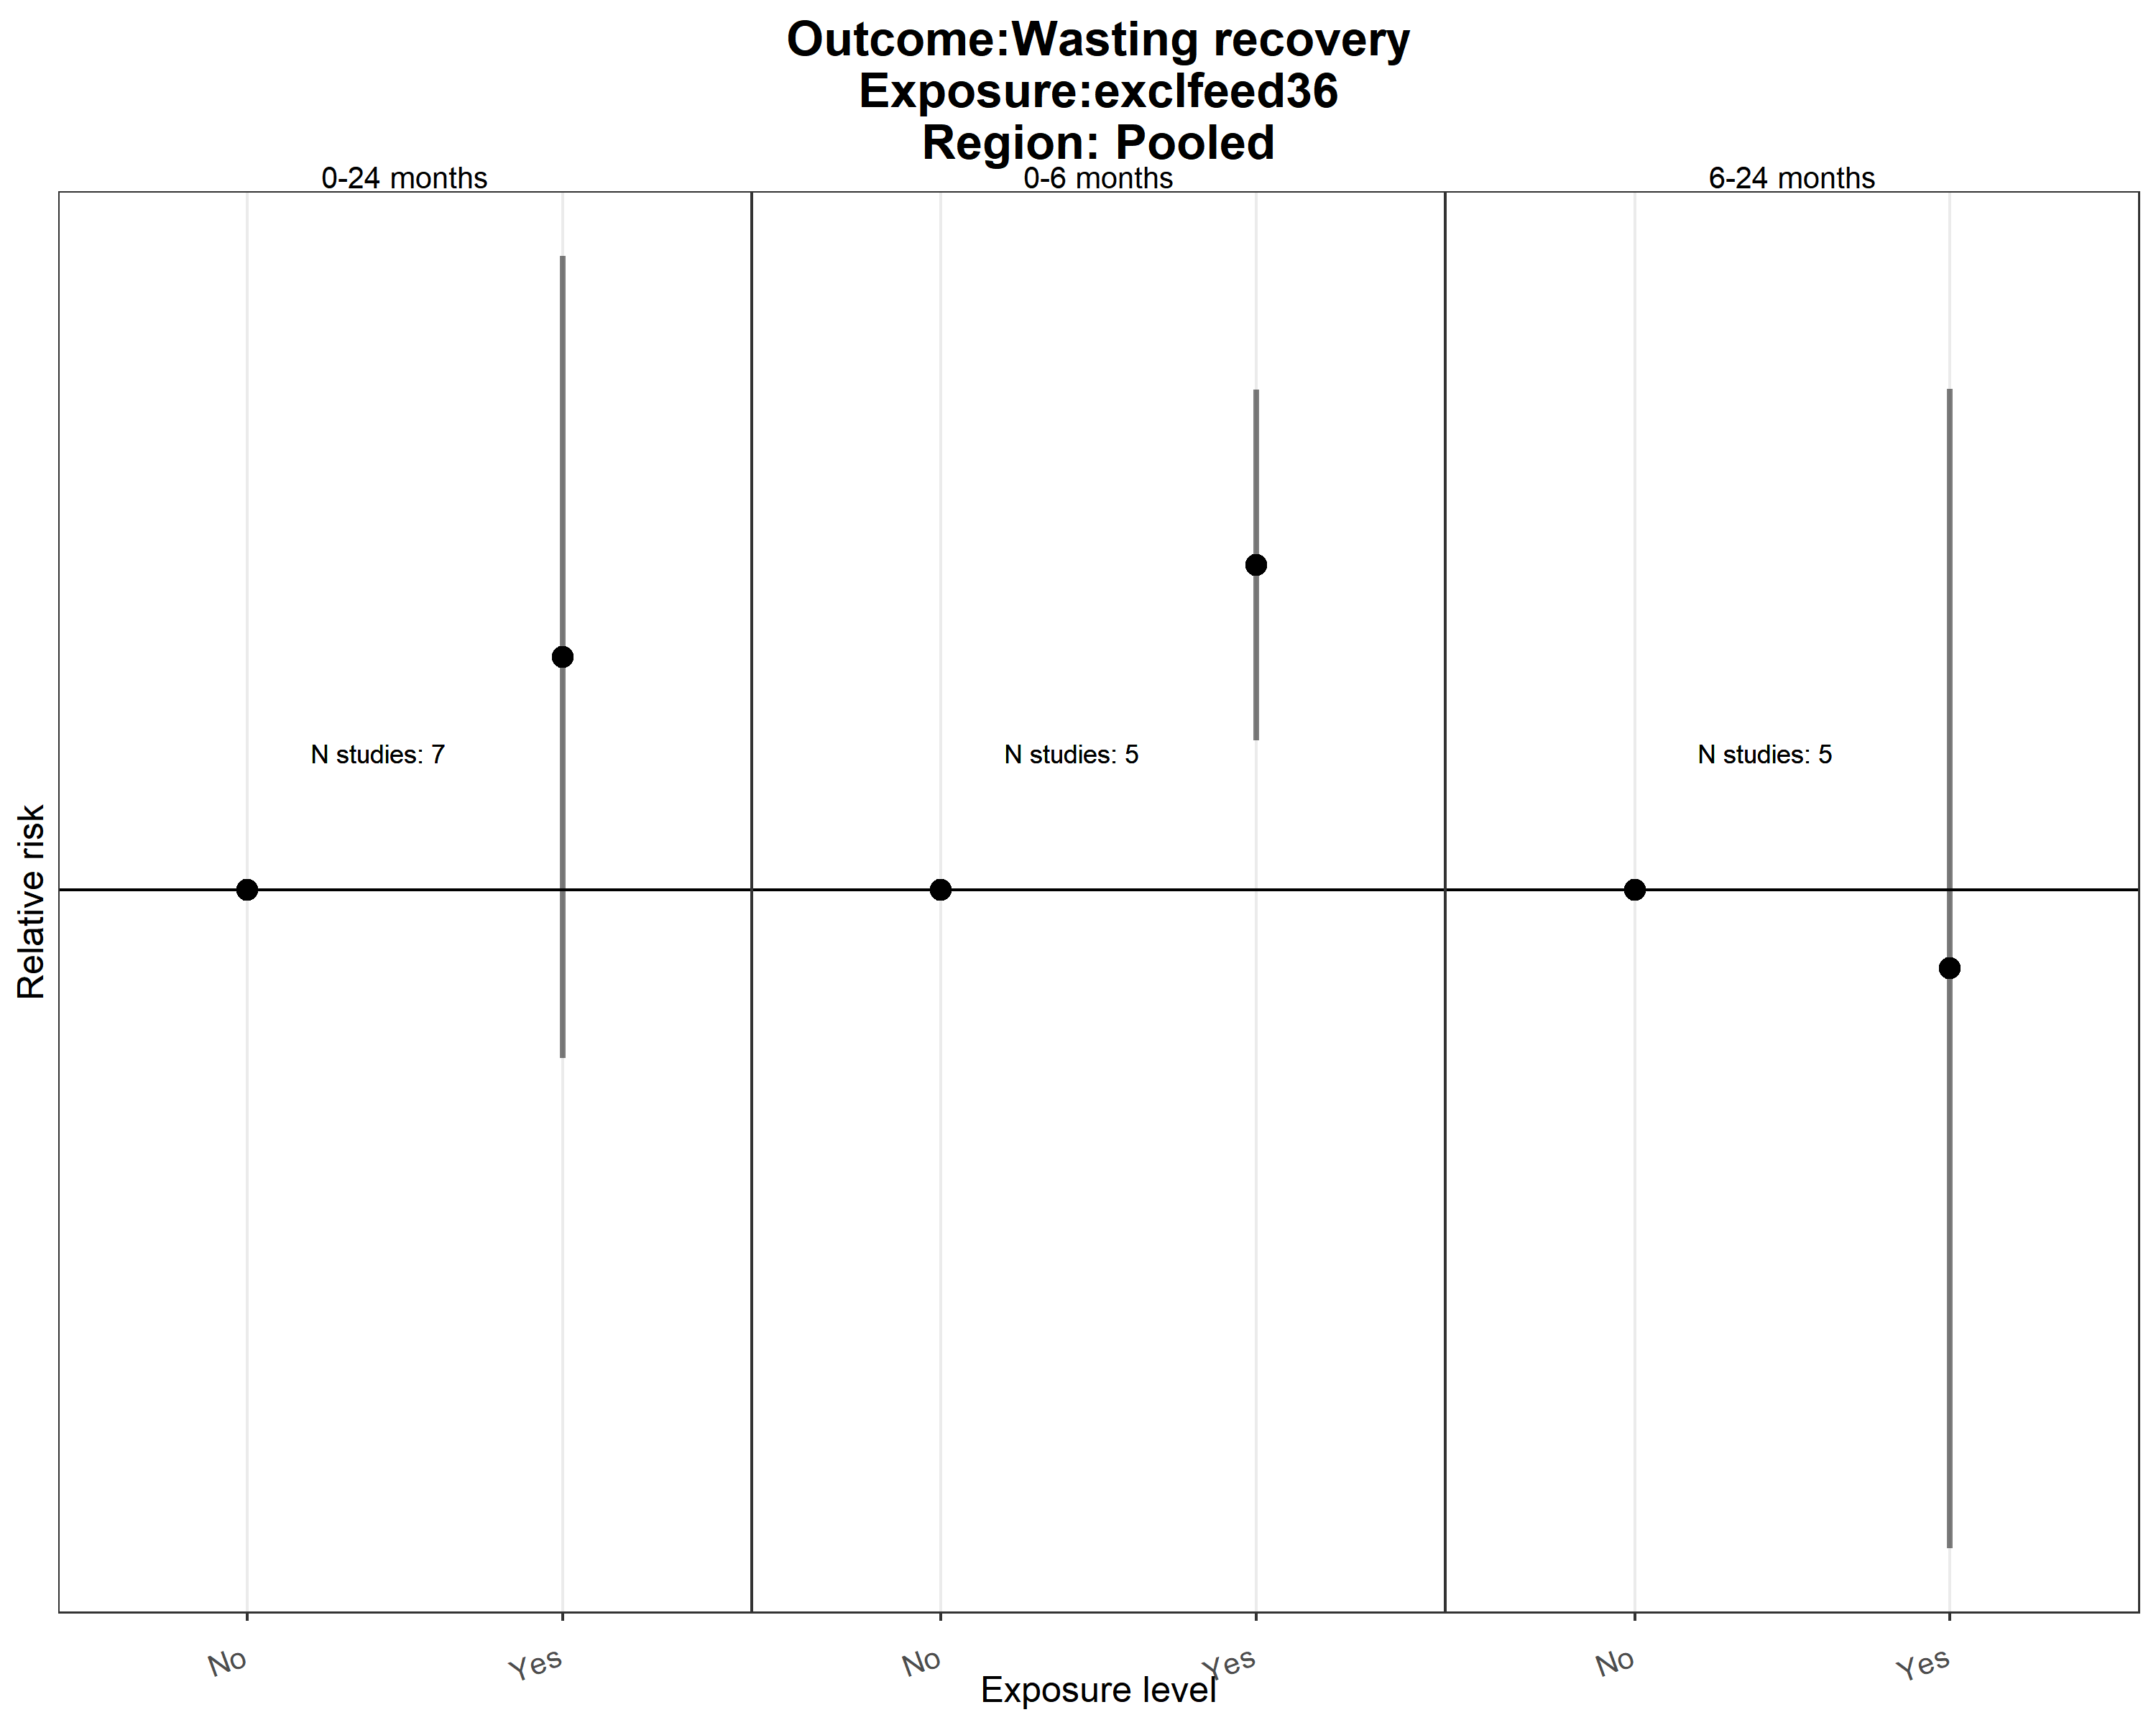 Outcome:Wasting recovery
Exposure:exclfeed36
Region: Pooled
0-24 months
0-6 months
6-24 months
N studies: 7
N studies: 5
N studies: 5
Relative risk
No
Yes
No
Yes
No
Yes
Exposure level